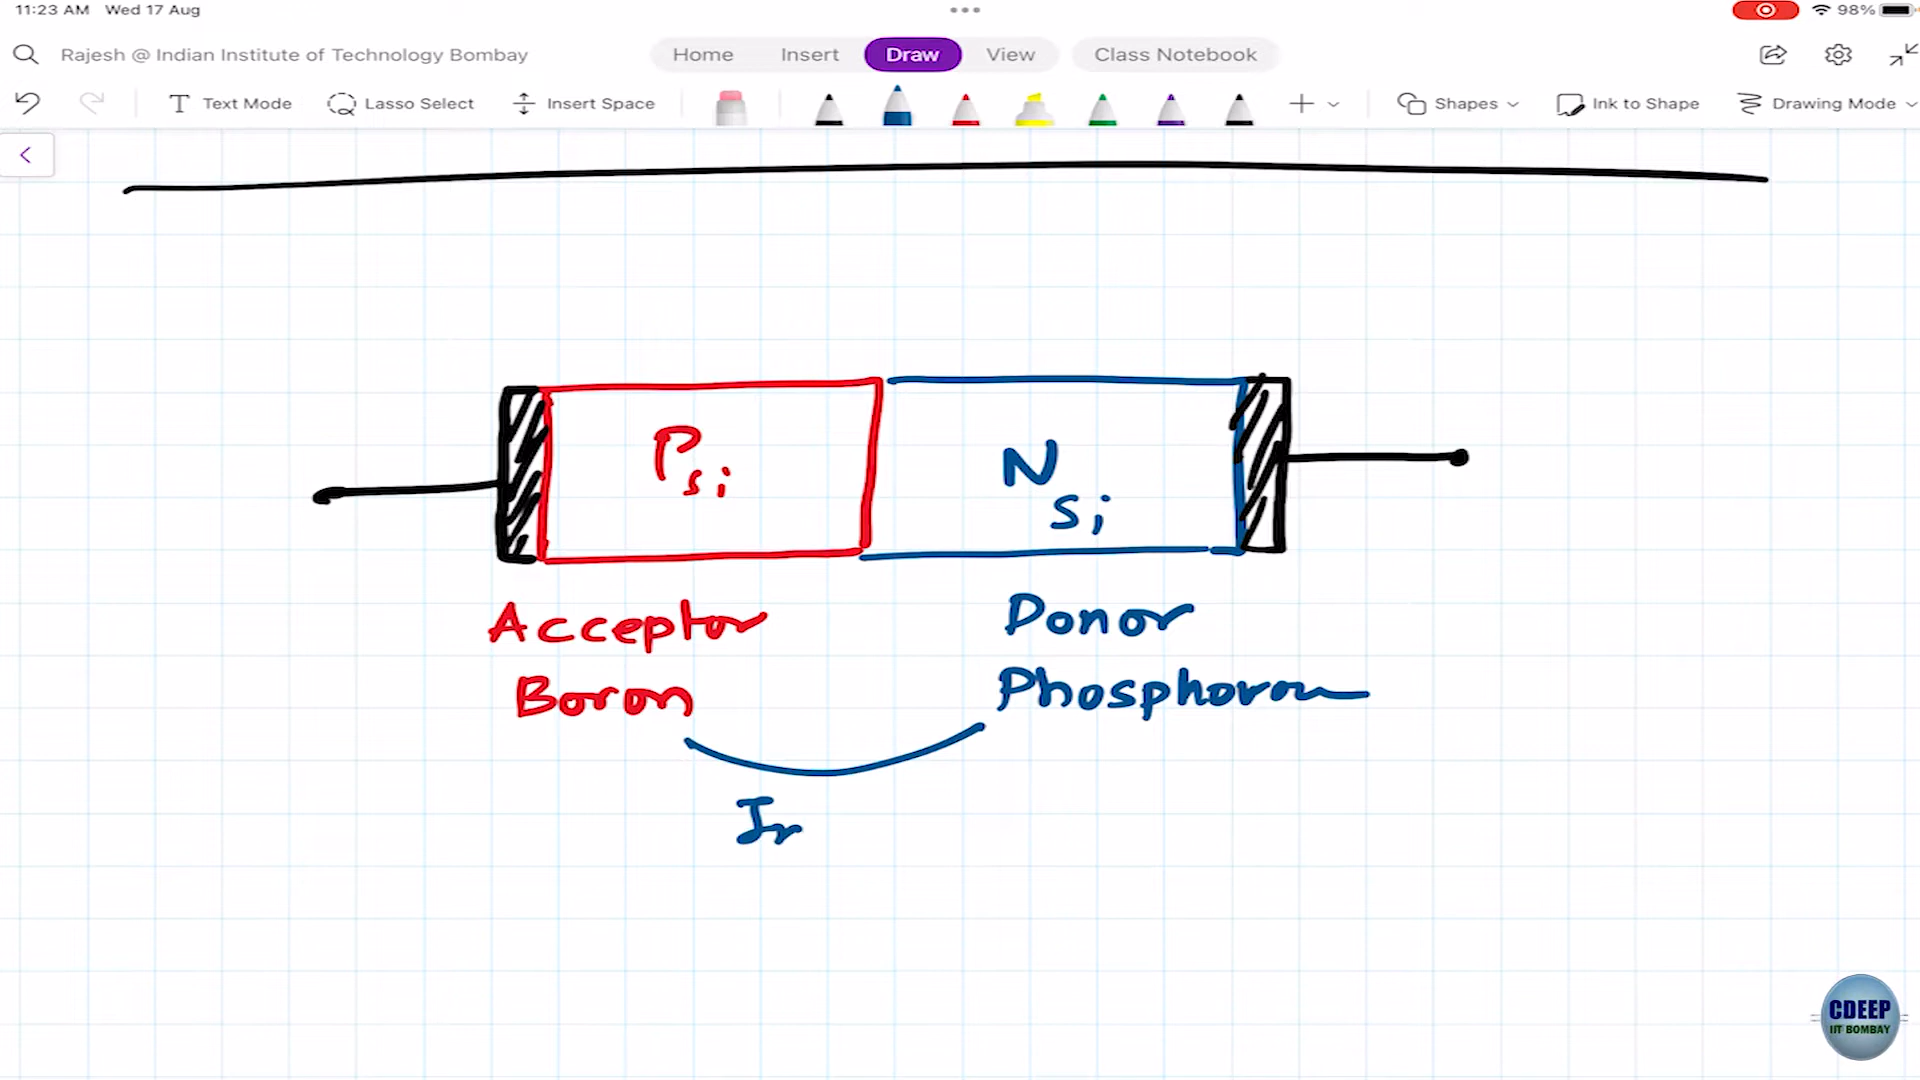 11:23 AM Wed 17 Aug
98%
Rajesh @ Indian Institute of Technology Bombay
Home Insert Draw View Class Notebook
Text Mode Lasso Select Insert Space Shapes Ink to Shape Drawing Mode
P Si
N Si
Acceptor
Donor
Boron
In
CDEEP
IIT BOMBAY